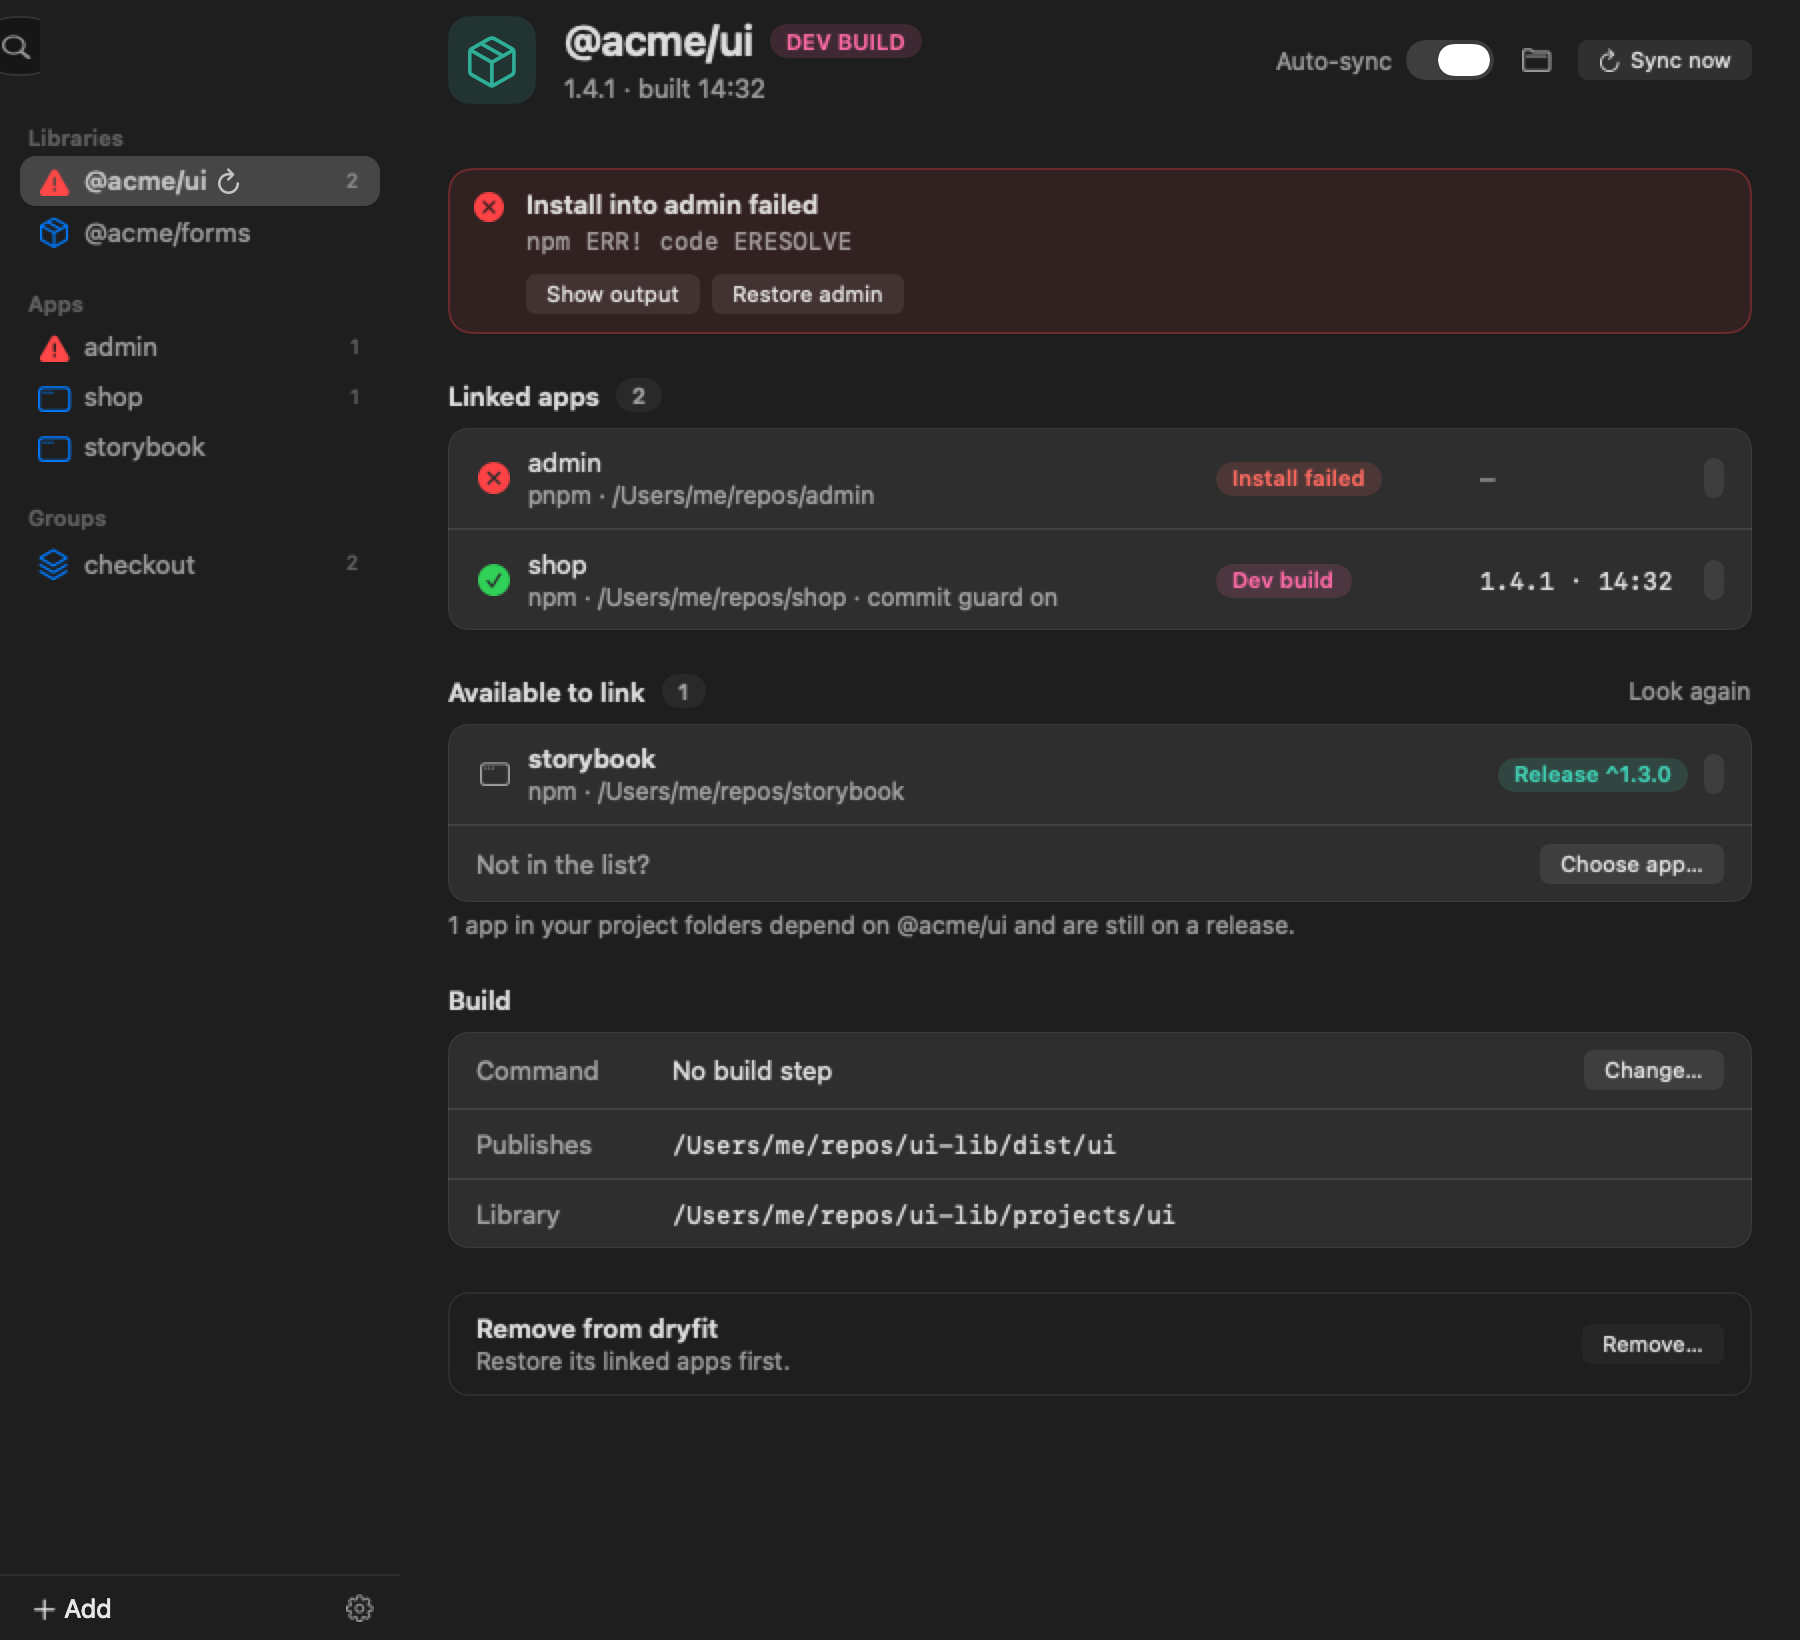 @acme/ui DEV BUILD
1.4.1 · built 14:32
Auto-sync
Sync now
Libraries
@acme/ui 2
@acme/forms
Apps
admin 1
shop 1
storybook
Groups
checkout 2
Add
Install into admin failed
npm ERR! code ERESOLVE
Show output
Restore admin
Linked apps 2
admin
pnpm · /Users/me/repos/admin
Install failed
–
shop
npm · /Users/me/repos/shop · commit guard on
Dev build
1.4.1 · 14:32
Available to link 1
Look again
storybook
npm · /Users/me/repos/storybook
Release ^1.3.0
Not in the list?
Choose app...
1 app in your project folders depend on @acme/ui and are still on a release.
Build
Command No build step
Change...
Publishes /Users/me/repos/ui-lib/dist/ui
Library /Users/me/repos/ui-lib/projects/ui
Remove from dryfit
Restore its linked apps first.
Remove...